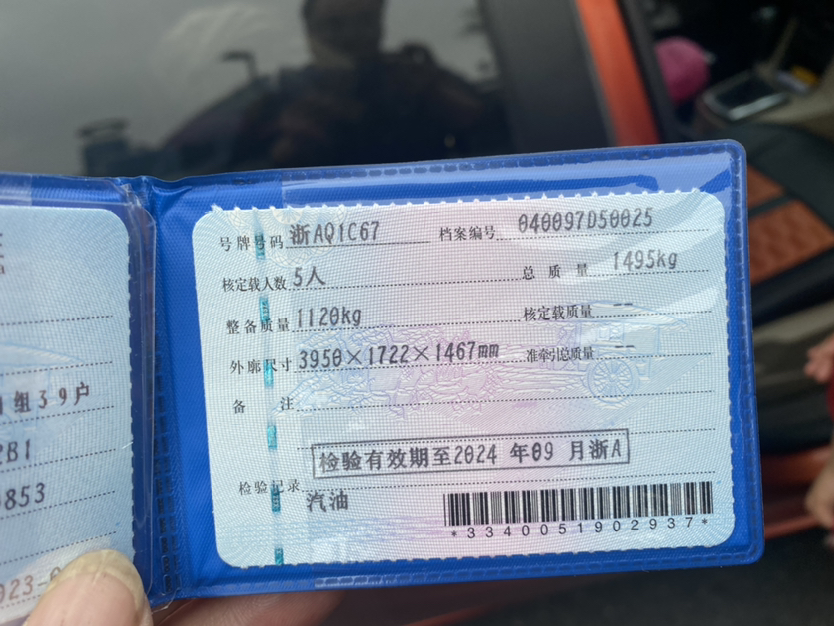 号牌号码 浙AQ1C67 档案编号 040097D50025
核定载人数 5人 总质量 1495kg
整备质量 1120kg 核定载质量 --
外廓尺寸 3950×1722×1467mm 准牵引总质量 --
备注
检验有效期至2024 年09 月浙A
检验记录
汽油
*3340051902937*
组39户
2B1
853